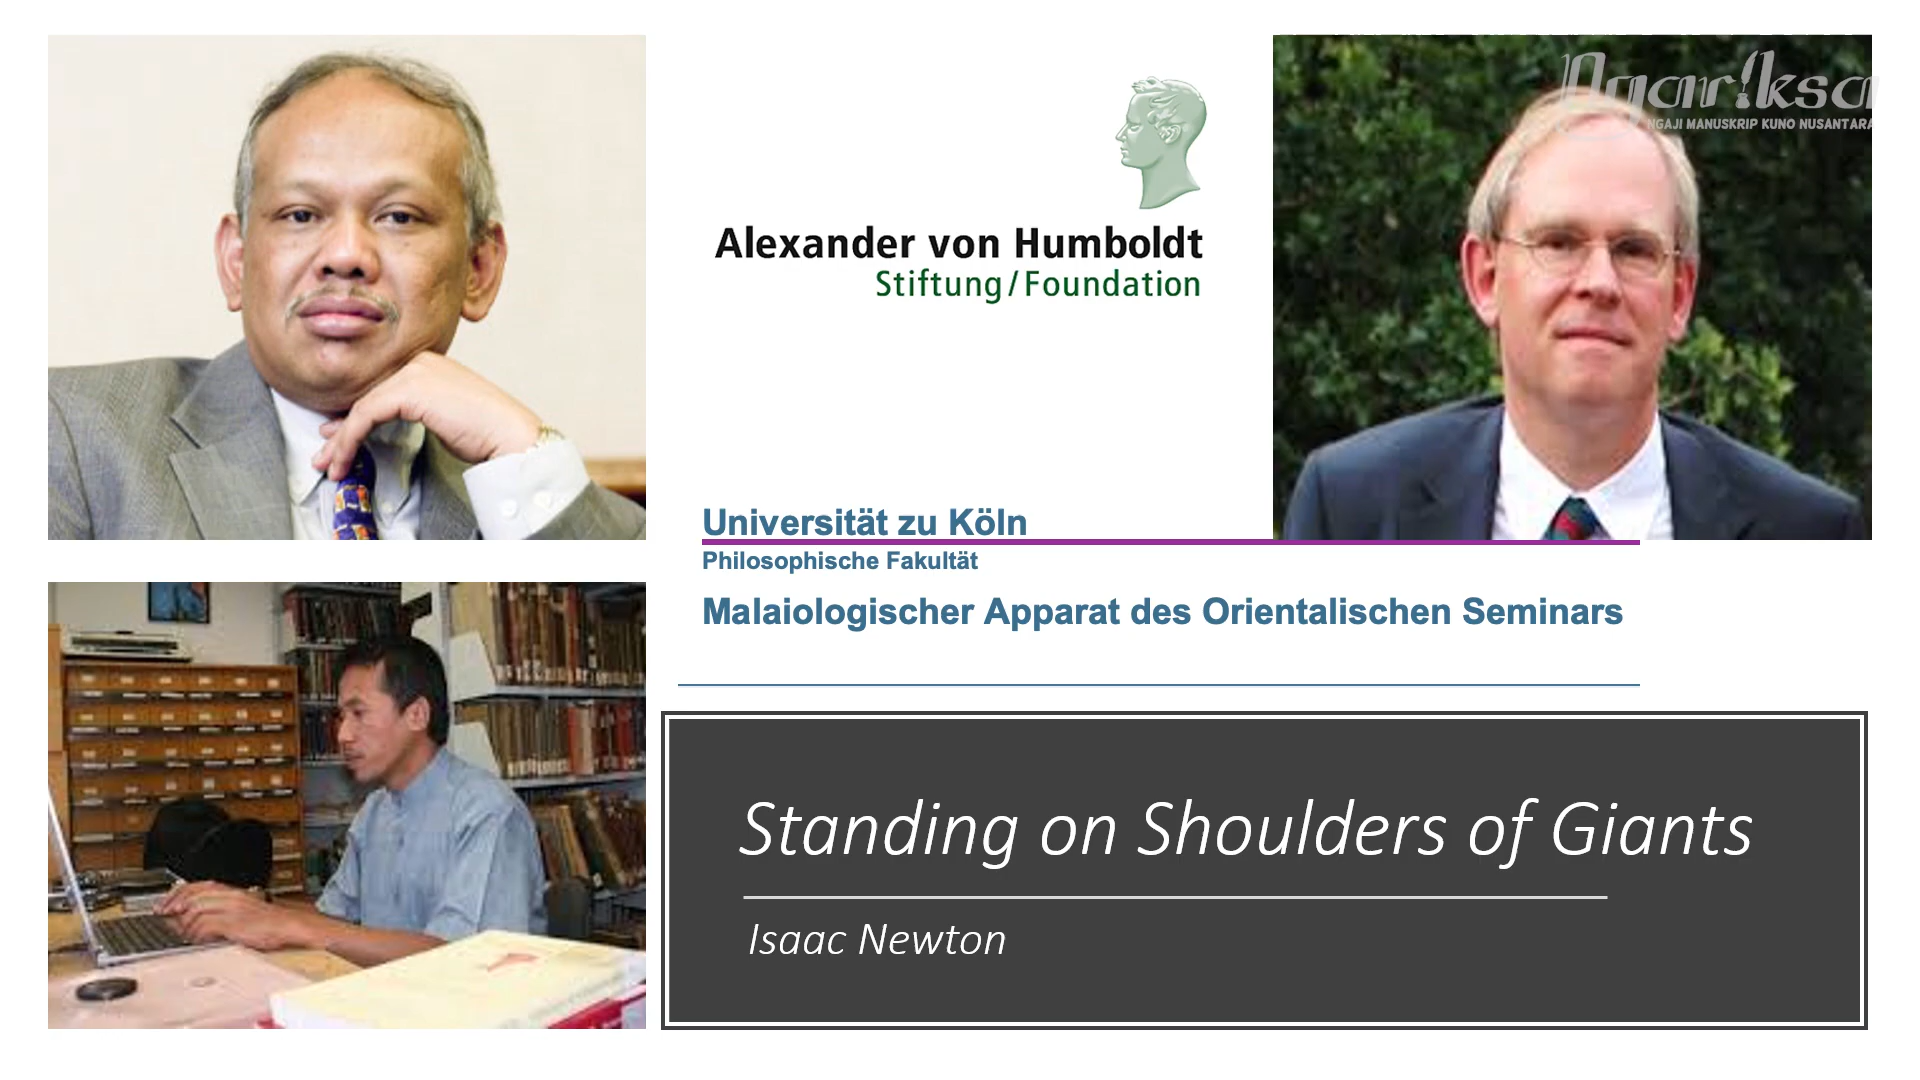 Ngariksa
NGAJI MANUSKRIP KUNO NUSANTARA
Alexander von Humboldt
Stiftung/Foundation
Universität zu Köln
Philosophische Fakultät
Malaiologischer Apparat des Orientalischen Seminars
Standing on Shoulders of Giants
Isaac Newton